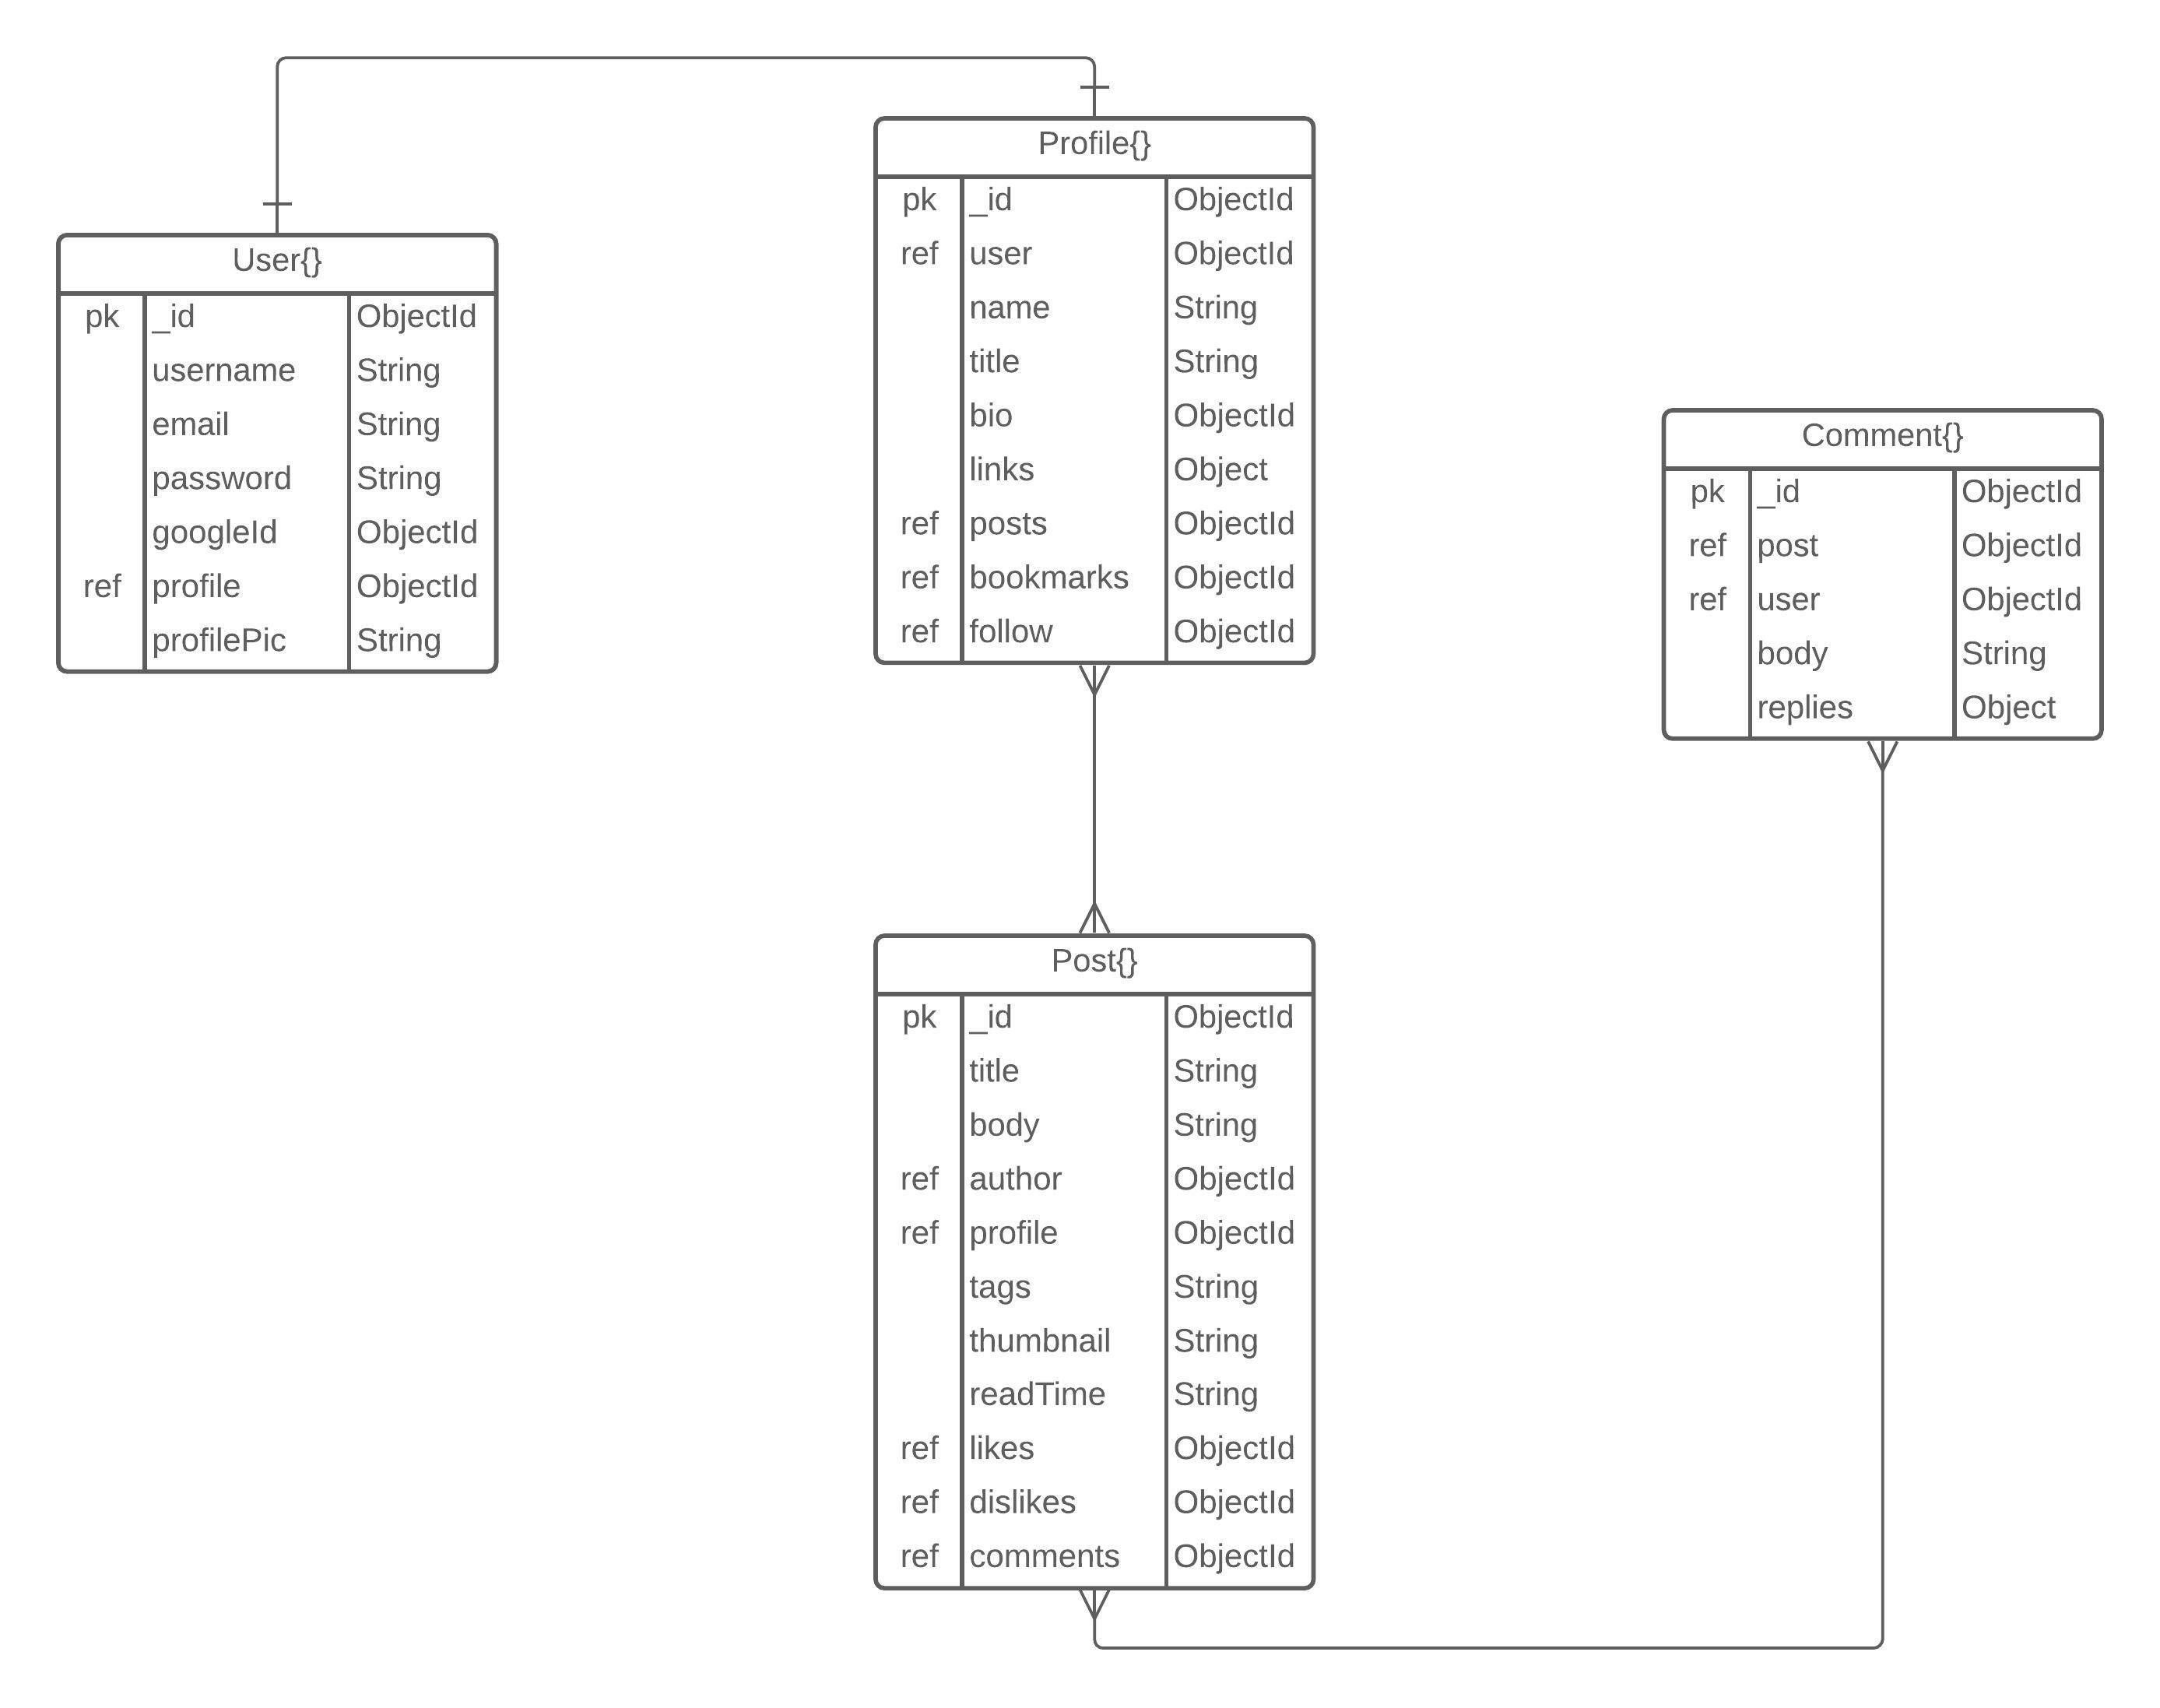 User{}
pk _id ObjectId
username String
email String
password String
googleId ObjectId
ref profile ObjectId
profilePic String
Profile{}
pk _id ObjectId
ref user ObjectId
name String
title String
bio ObjectId
links Object
ref posts ObjectId
ref bookmarks ObjectId
ref follow ObjectId
Comment{}
pk _id ObjectId
ref post ObjectId
ref user ObjectId
body String
replies Object
Post{}
pk _id ObjectId
title String
body String
ref author ObjectId
ref profile ObjectId
tags String
thumbnail String
readTime String
ref likes ObjectId
ref dislikes ObjectId
ref comments ObjectId